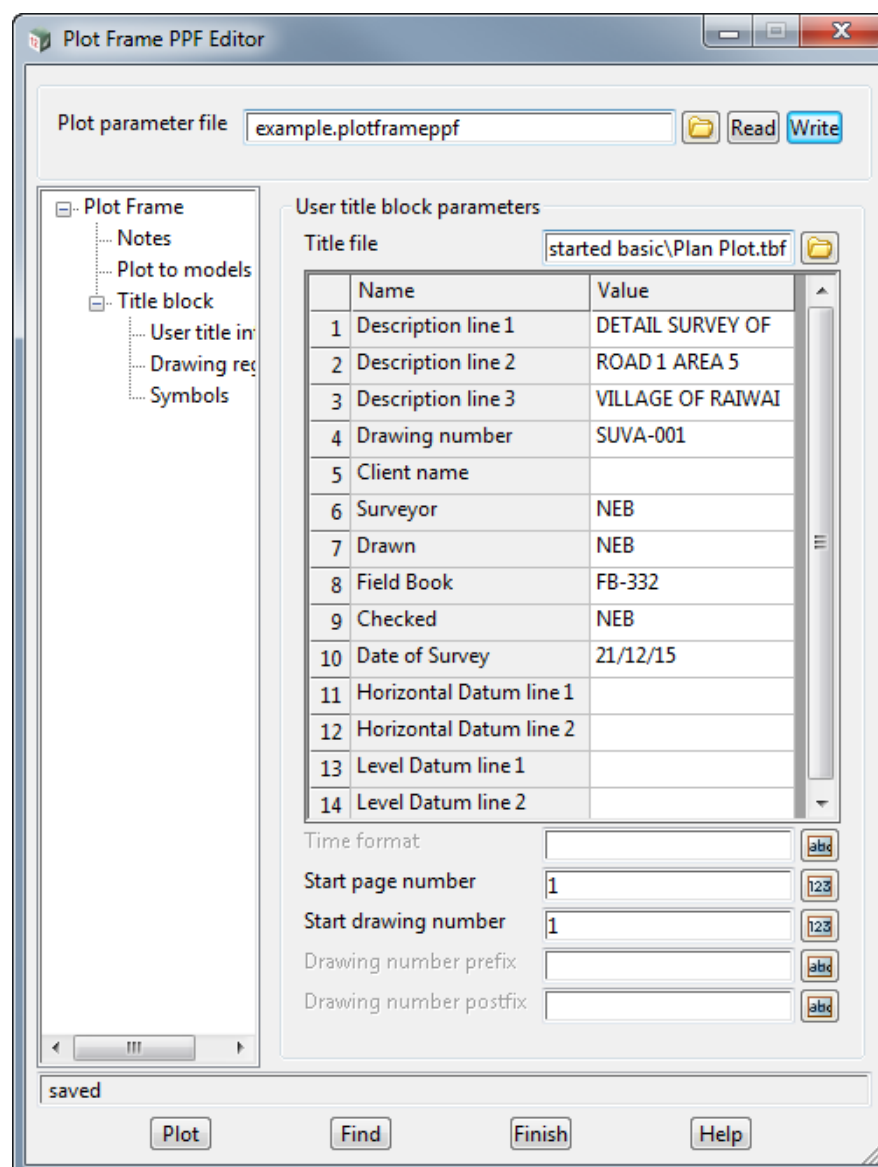 Plot Frame PPF Editor
Plot parameter file example.plotframeppf Read Write
Plot Frame
Notes
Plot to models
Title block
User title in
Drawing reg
Symbols
User title block parameters
Title file started basic\Plan Plot.tbf
Name Value
1 Description line 1 DETAIL SURVEY OF
2 Description line 2 ROAD 1 AREA 5
3 Description line 3 VILLAGE OF RAIWAI
4 Drawing number SUVA-001
5 Client name
6 Surveyor NEB
7 Drawn NEB
8 Field Book FB-332
9 Checked NEB
10 Date of Survey 21/12/15
11 Horizontal Datum line 1
12 Horizontal Datum line 2
13 Level Datum line 1
14 Level Datum line 2
Time format abc
Start page number 1 123
Start drawing number 1 123
Drawing number prefix abc
Drawing number postfix abc
saved
Plot Find Finish Help